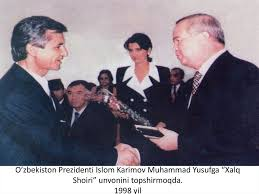 O'zbekiston Prezidenti Islom Karimov Muhammad Yusufga "Xalq
Shoiri" unvonini topshirmoqda.
1998 yil